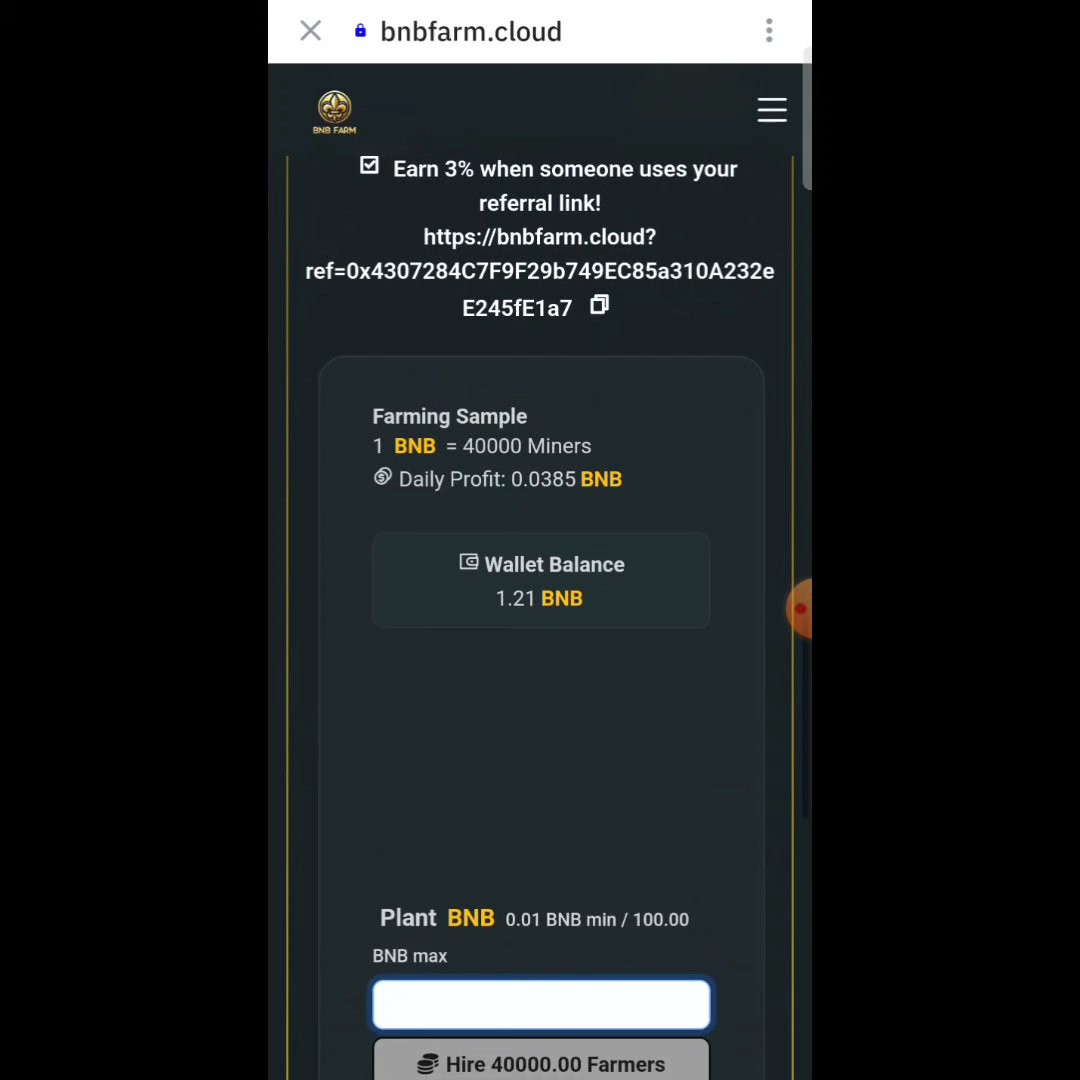 bnbfarm.cloud
BNB FARM
Earn 3% when someone uses your
referral link!
https://bnbfarm.cloud?
ref=0x4307284C7F9F29b749EC85a310A232e
E245fE1a7
Farming Sample
1 BNB = 40000 Miners
Daily Profit: 0.0385 BNB
Wallet Balance
1.21 BNB
Plant BNB 0.01 BNB min / 100.00
BNB max
Hire 40000.00 Farmers